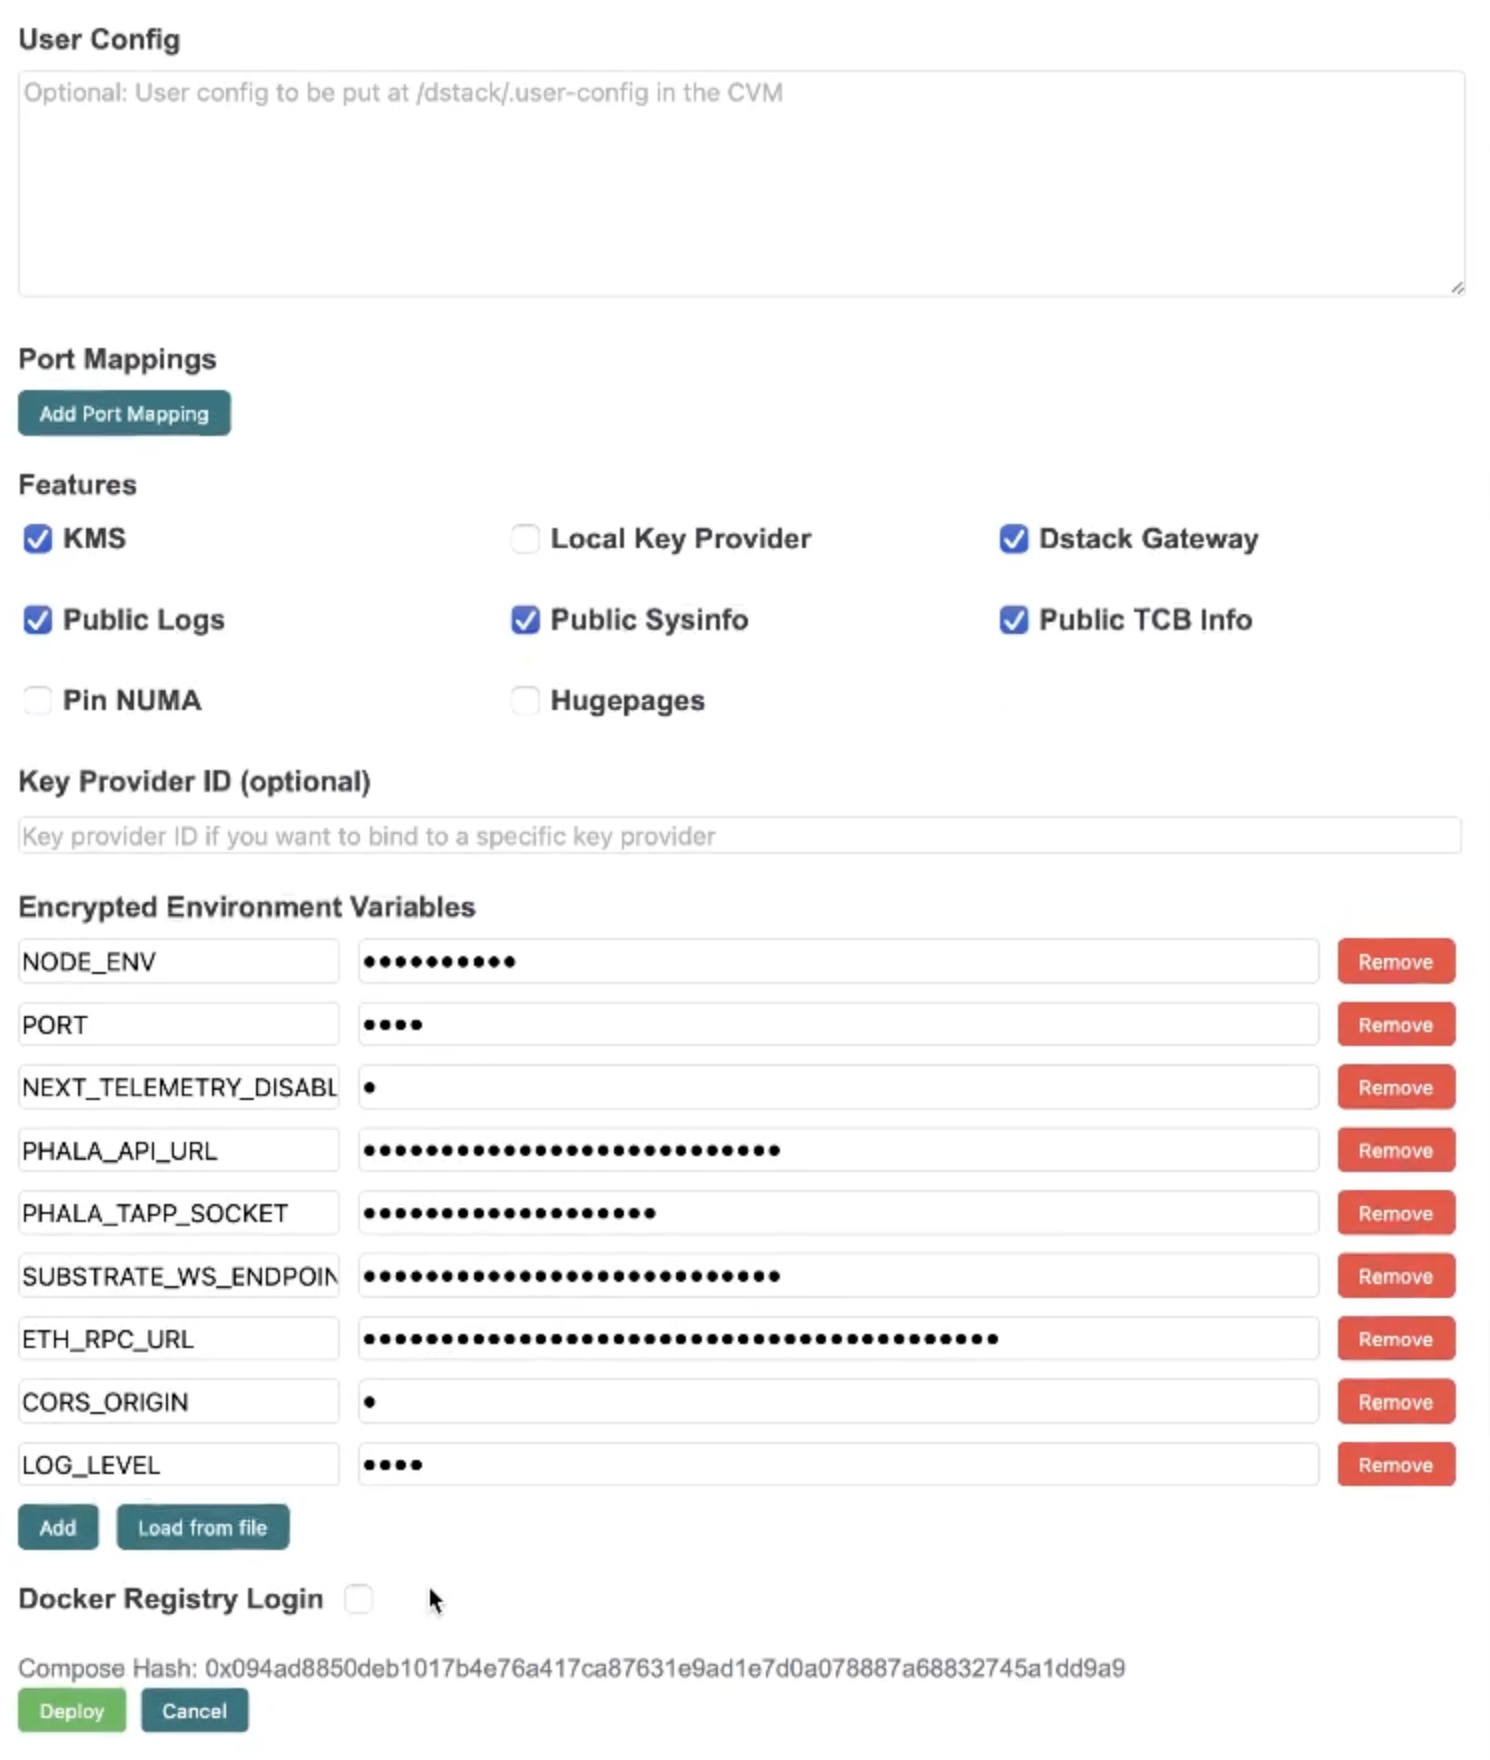 User Config
Optional: User config to be put at /dstack/.user-config in the CVM
Port Mappings
Add Port Mapping
Features
KMS
Local Key Provider
Dstack Gateway
Public Logs
Public Sysinfo
Public TCB Info
Pin NUMA
Hugepages
Key Provider ID (optional)
Key provider ID if you want to bind to a specific key provider
Encrypted Environment Variables
NODE_ENV
Remove
PORT
Remove
NEXT_TELEMETRY_DISABL
Remove
PHALA_API_URL
Remove
PHALA_TAPP_SOCKET
Remove
SUBSTRATE_WS_ENDPOIN
Remove
ETH_RPC_URL
Remove
CORS_ORIGIN
Remove
LOG_LEVEL
Remove
Add
Load from file
Docker Registry Login
Compose Hash: 0x094ad8850deb1017b4e76a417ca87631e9ad1e7d0a078887a68832745a1dd9a9
Deploy
Cancel